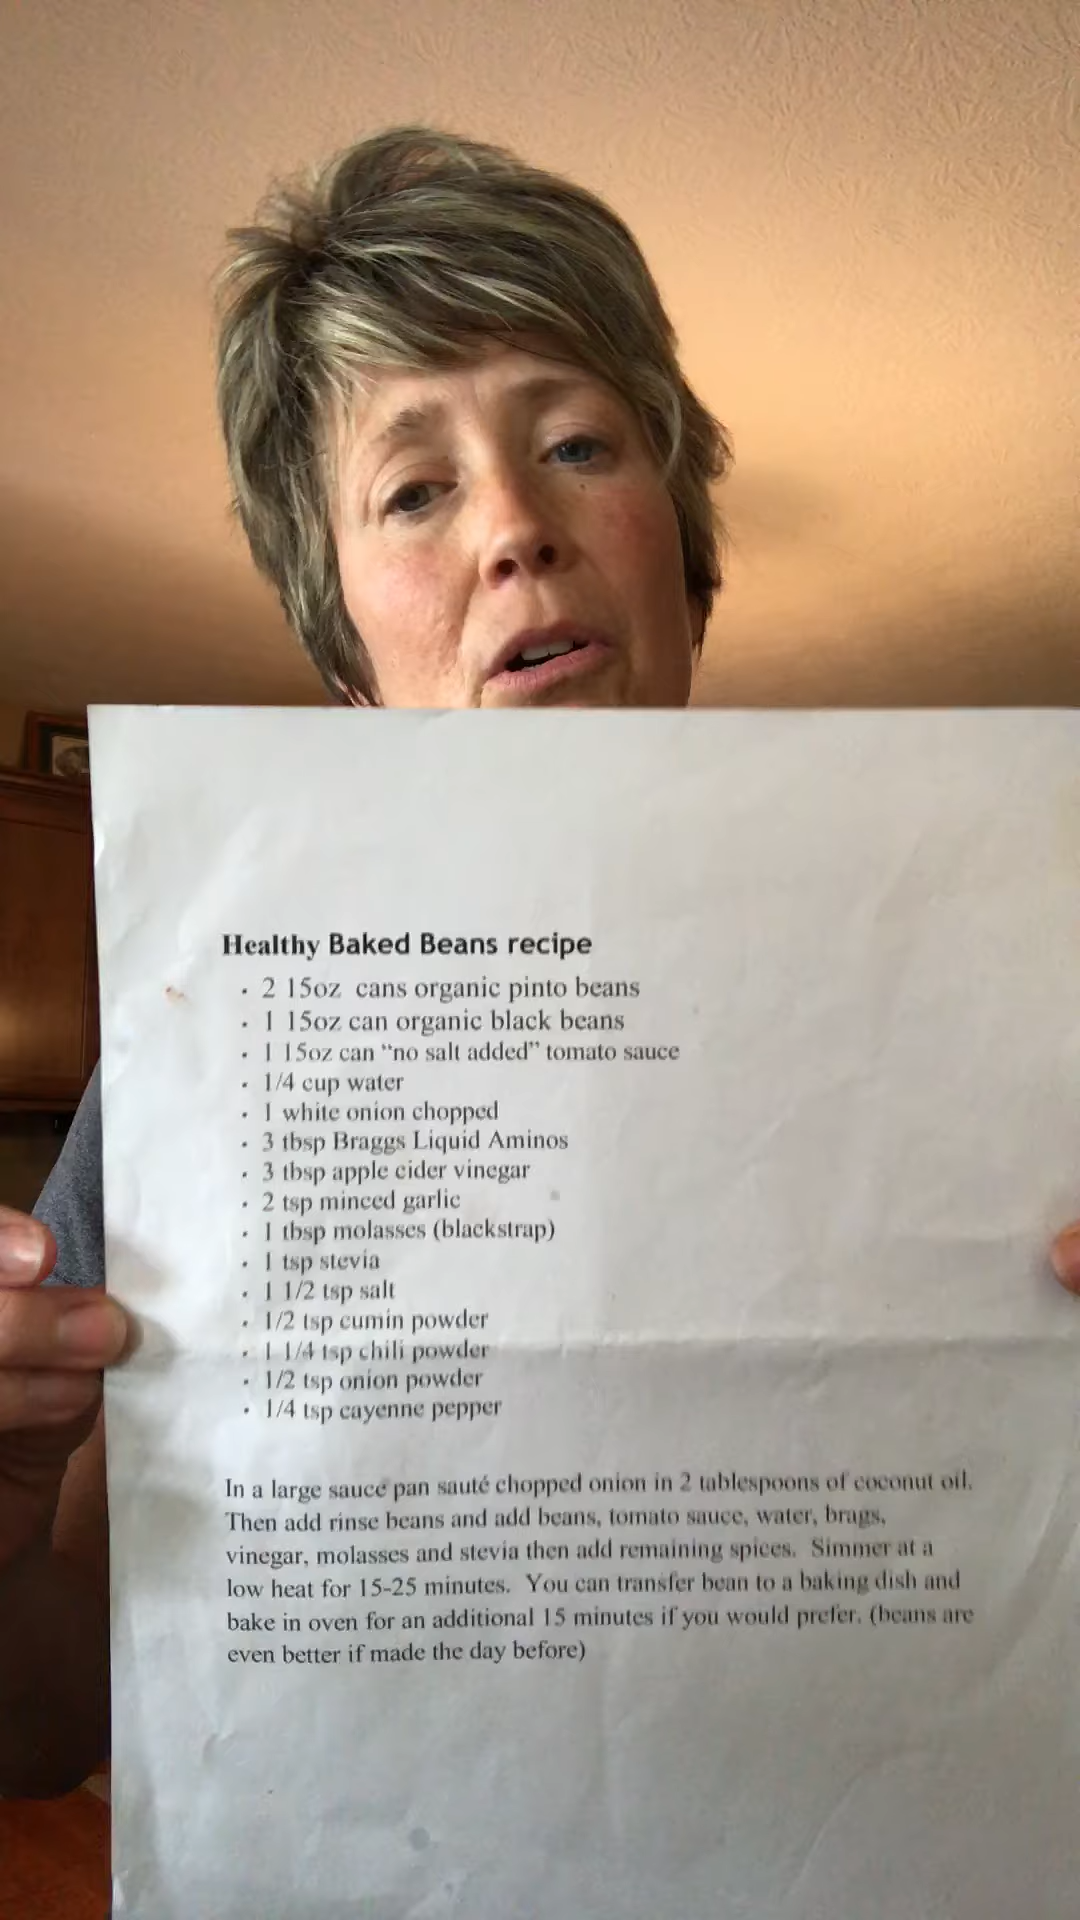 Healthy Baked Beans recipe
• 2 15oz cans organic pinto beans
• 1 15oz can organic black beans
• 1 15oz can “no salt added” tomato sauce
• 1/4 cup water
• 1 white onion chopped
• 3 tbsp Braggs Liquid Aminos
• 3 tbsp apple cider vinegar
• 2 tsp minced garlic
• 1 tbsp molasses (blackstrap)
• 1 tsp stevia
• 1 1/2 tsp salt
• 1/2 tsp cumin powder
• 1 1/4 tsp chili powder
• 1/2 tsp onion powder
• 1/4 tsp cayenne pepper
In a large sauce pan sauté chopped onion in 2 tablespoons of coconut oil.
Then add rinse beans and add beans, tomato sauce, water, brags,
vinegar, molasses and stevia then add remaining spices. Simmer at a
low heat for 15-25 minutes. You can transfer bean to a baking dish and
bake in oven for an additional 15 minutes if you would prefer. (beans are
even better if made the day before)